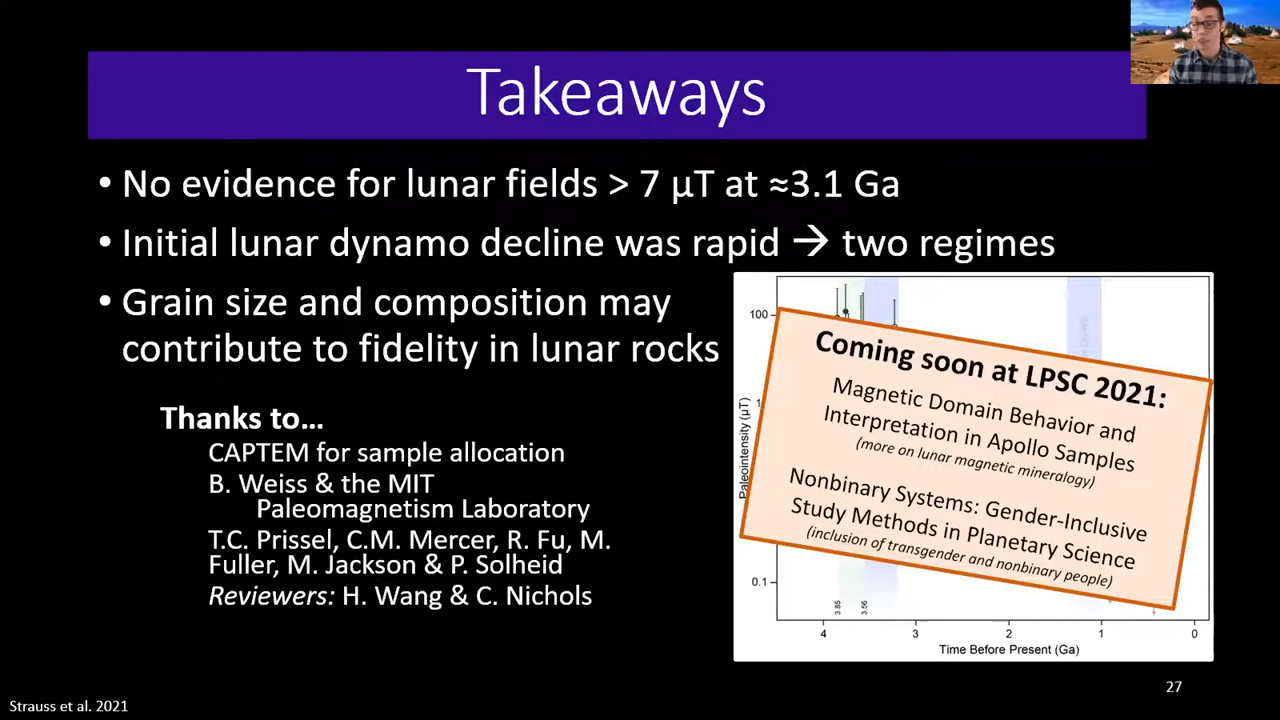 Takeaways
• No evidence for lunar fields > 7 μT at ≈3.1 Ga
• Initial lunar dynamo decline was rapid → two regimes
• Grain size and composition may
contribute to fidelity in lunar rocks
Thanks to…
CAPTEM for sample allocation
B. Weiss & the MIT
Paleomagnetism Laboratory
T.C. Prissel, C.M. Mercer, R. Fu, M.
Fuller, M. Jackson & P. Solheid
Reviewers: H. Wang & C. Nichols
100
Paleointensity (μT)
0.1
Coming soon at LPSC 2021:
Magnetic Domain Behavior and
Interpretation in Apollo Samples
(more on lunar magnetic mineralogy)
Nonbinary Systems: Gender-Inclusive
Study Methods in Planetary Science
(inclusion of transgender and nonbinary people)
3.85
3.56
4 3 2 1 0
Time Before Present (Ga)
27
Strauss et al. 2021